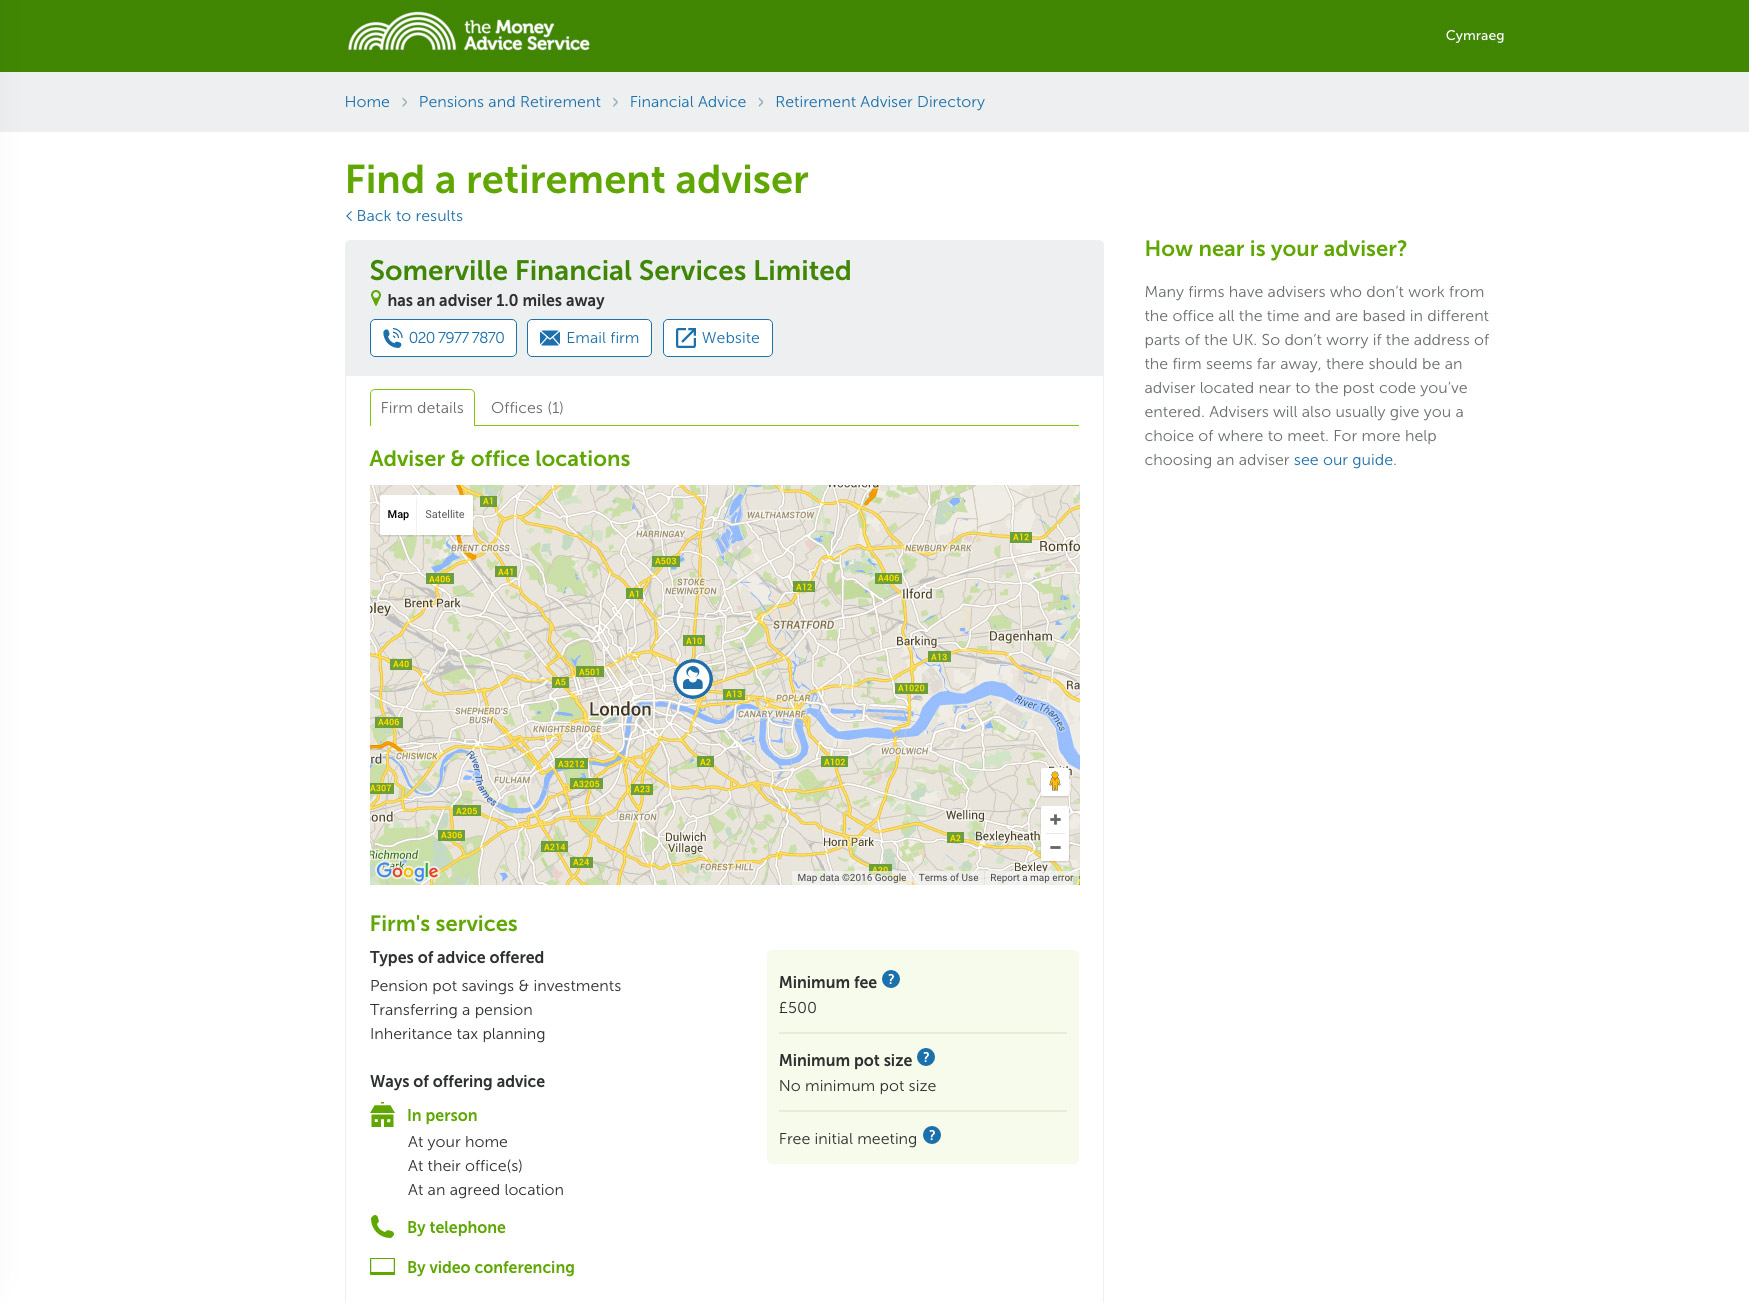 the Money
Advice Service
Cymraeg
Home > Pensions and Retirement > Financial Advice > Retirement Adviser Directory
Find a retirement adviser
< Back to results
Somerville Financial Services Limited
has an adviser 1.0 miles away
020 7977 7870
Email firm
Website
Firm details
Offices (1)
Adviser & office locations
Map
Satellite
A1
Woodford
WALTHAMSTOW
HARRINGAY
A12
BRENT CROSS
NEWBURY PARK
Romfo
A503
A406
A41
STOKE
NEWINGTON
A1
A12
A406
Ilford
Brent Park
STRATFORD
A10
Barking
Dagenham
A13
A40
A501
A5
A13
POPLAR
A1020
Ra
River Thames
London
SHEPHERD'S
BUSH
CANARY WHARF
A406
KNIGHTSBRIDGE
WOOLWICH
CHISWICK
River Thames
A3212
A2
A102
FULHAM
A3205
A23
A307
A205
BRIXTON
Welling
ond
A306
Dulwich
Village
Horn Park
A2
Bexleyheath
A214
Richmond
A24
FOREST HILL
Bexley
Google
Map data ©2016 Google
Terms of Use
Report a map error
Firm's services
Types of advice offered
Pension pot savings & investments
Transferring a pension
Inheritance tax planning
Ways of offering advice
In person
At your home
At their office(s)
At an agreed location
By telephone
By video conferencing
Minimum fee ?
£500
Minimum pot size ?
No minimum pot size
Free initial meeting ?
How near is your adviser?
Many firms have advisers who don't work from
the office all the time and are based in different
parts of the UK. So don't worry if the address of
the firm seems far away, there should be an
adviser located near to the post code you've
entered. Advisers will also usually give you a
choice of where to meet. For more help
choosing an adviser see our guide.